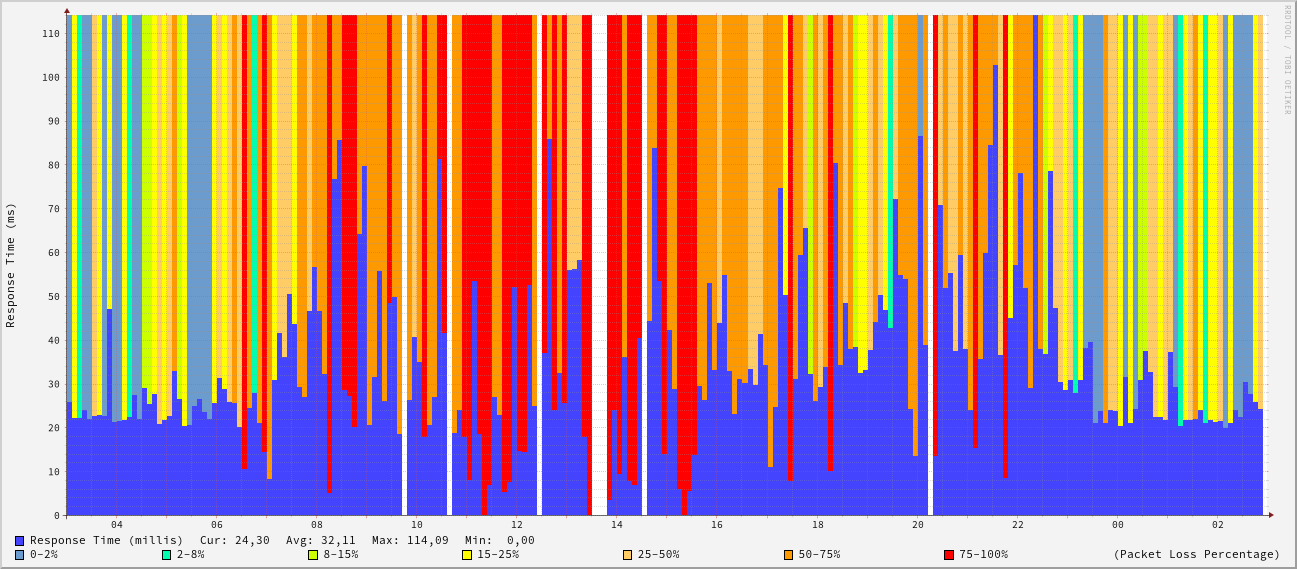 RRDTOOL / TOBI OETIKER
Response Time (ms)
110
100
90
80
70
60
50
40
30
20
10
0
04 06 08 10 12 14 16 18 20 22 00 02
Response Time (millis) Cur: 24,30 Avg: 32,11 Max: 114,09 Min: 0,00
0-2% 2-8% 8-15% 15-25% 25-50% 50-75% 75-100% (Packet Loss Percentage)